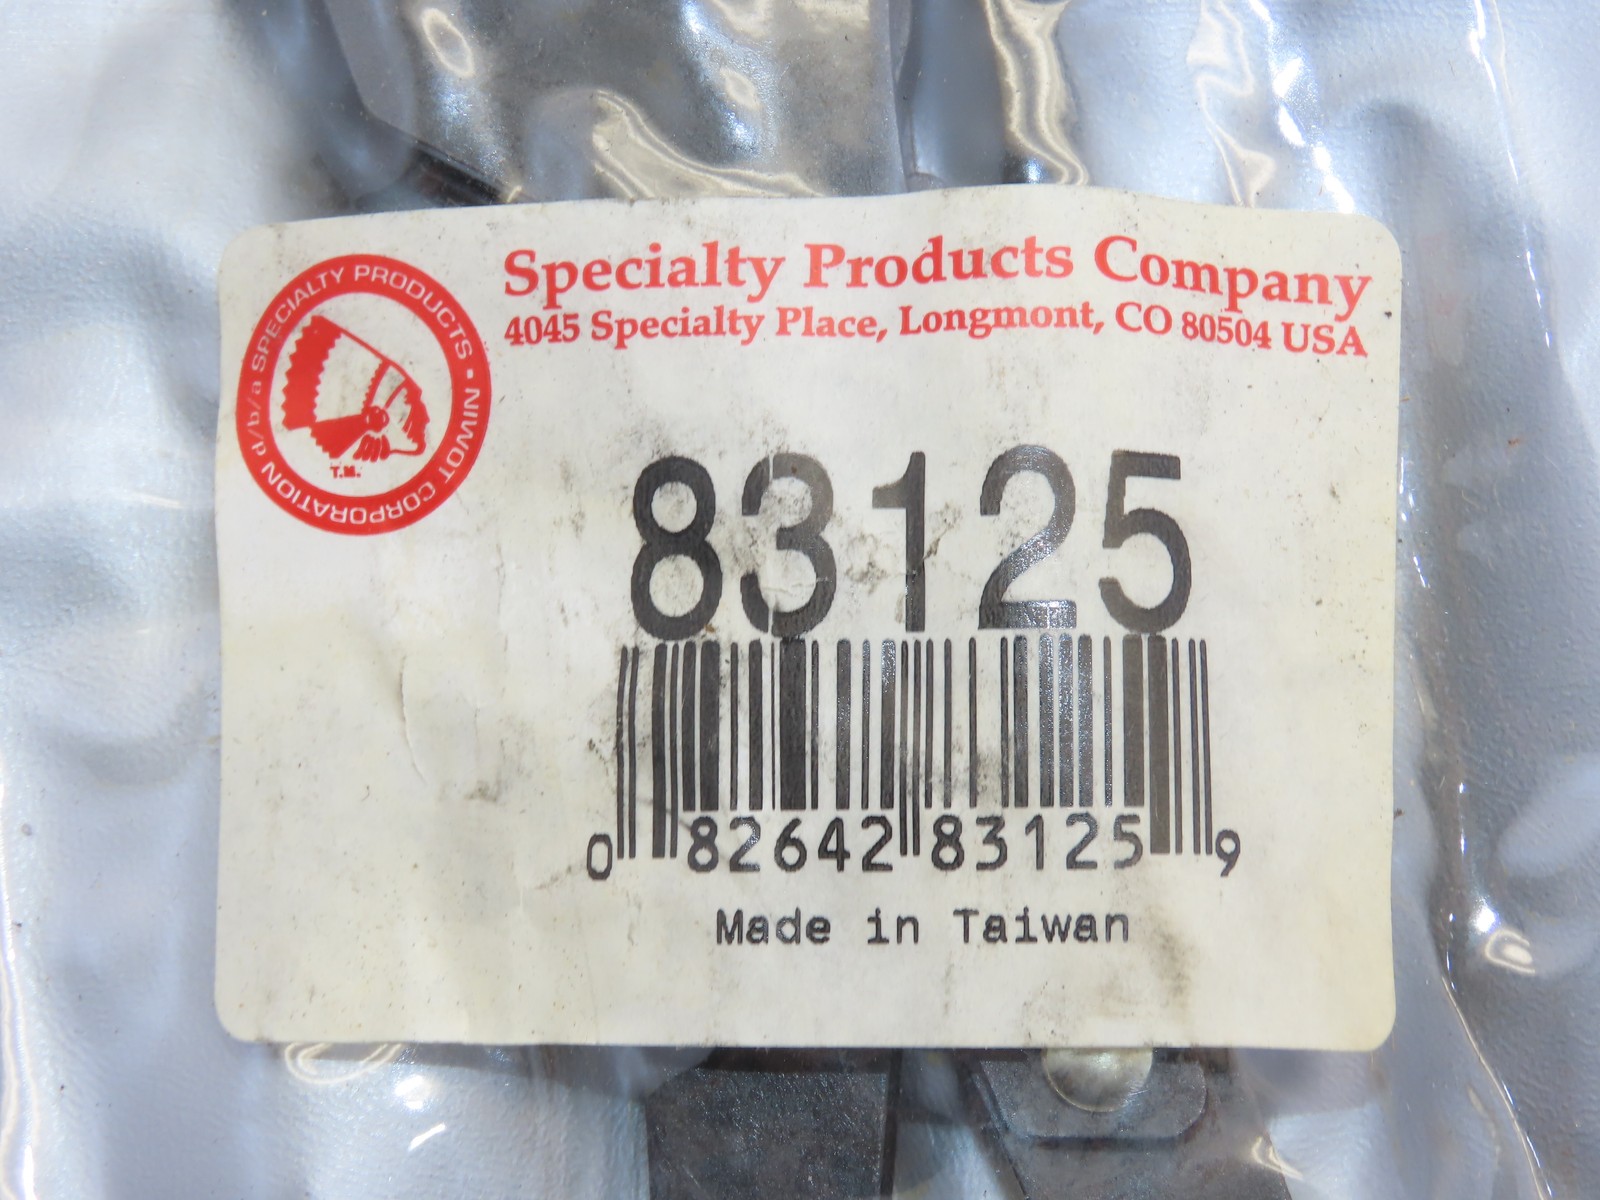 Specialty Products Company
4045 Specialty Place, Longmont, CO 80504 USA
NIWOT CORPORATION d/b/a SPECIALTY PRODUCTS •
T.M.
83125
0 82642 83125 9
Made in Taiwan